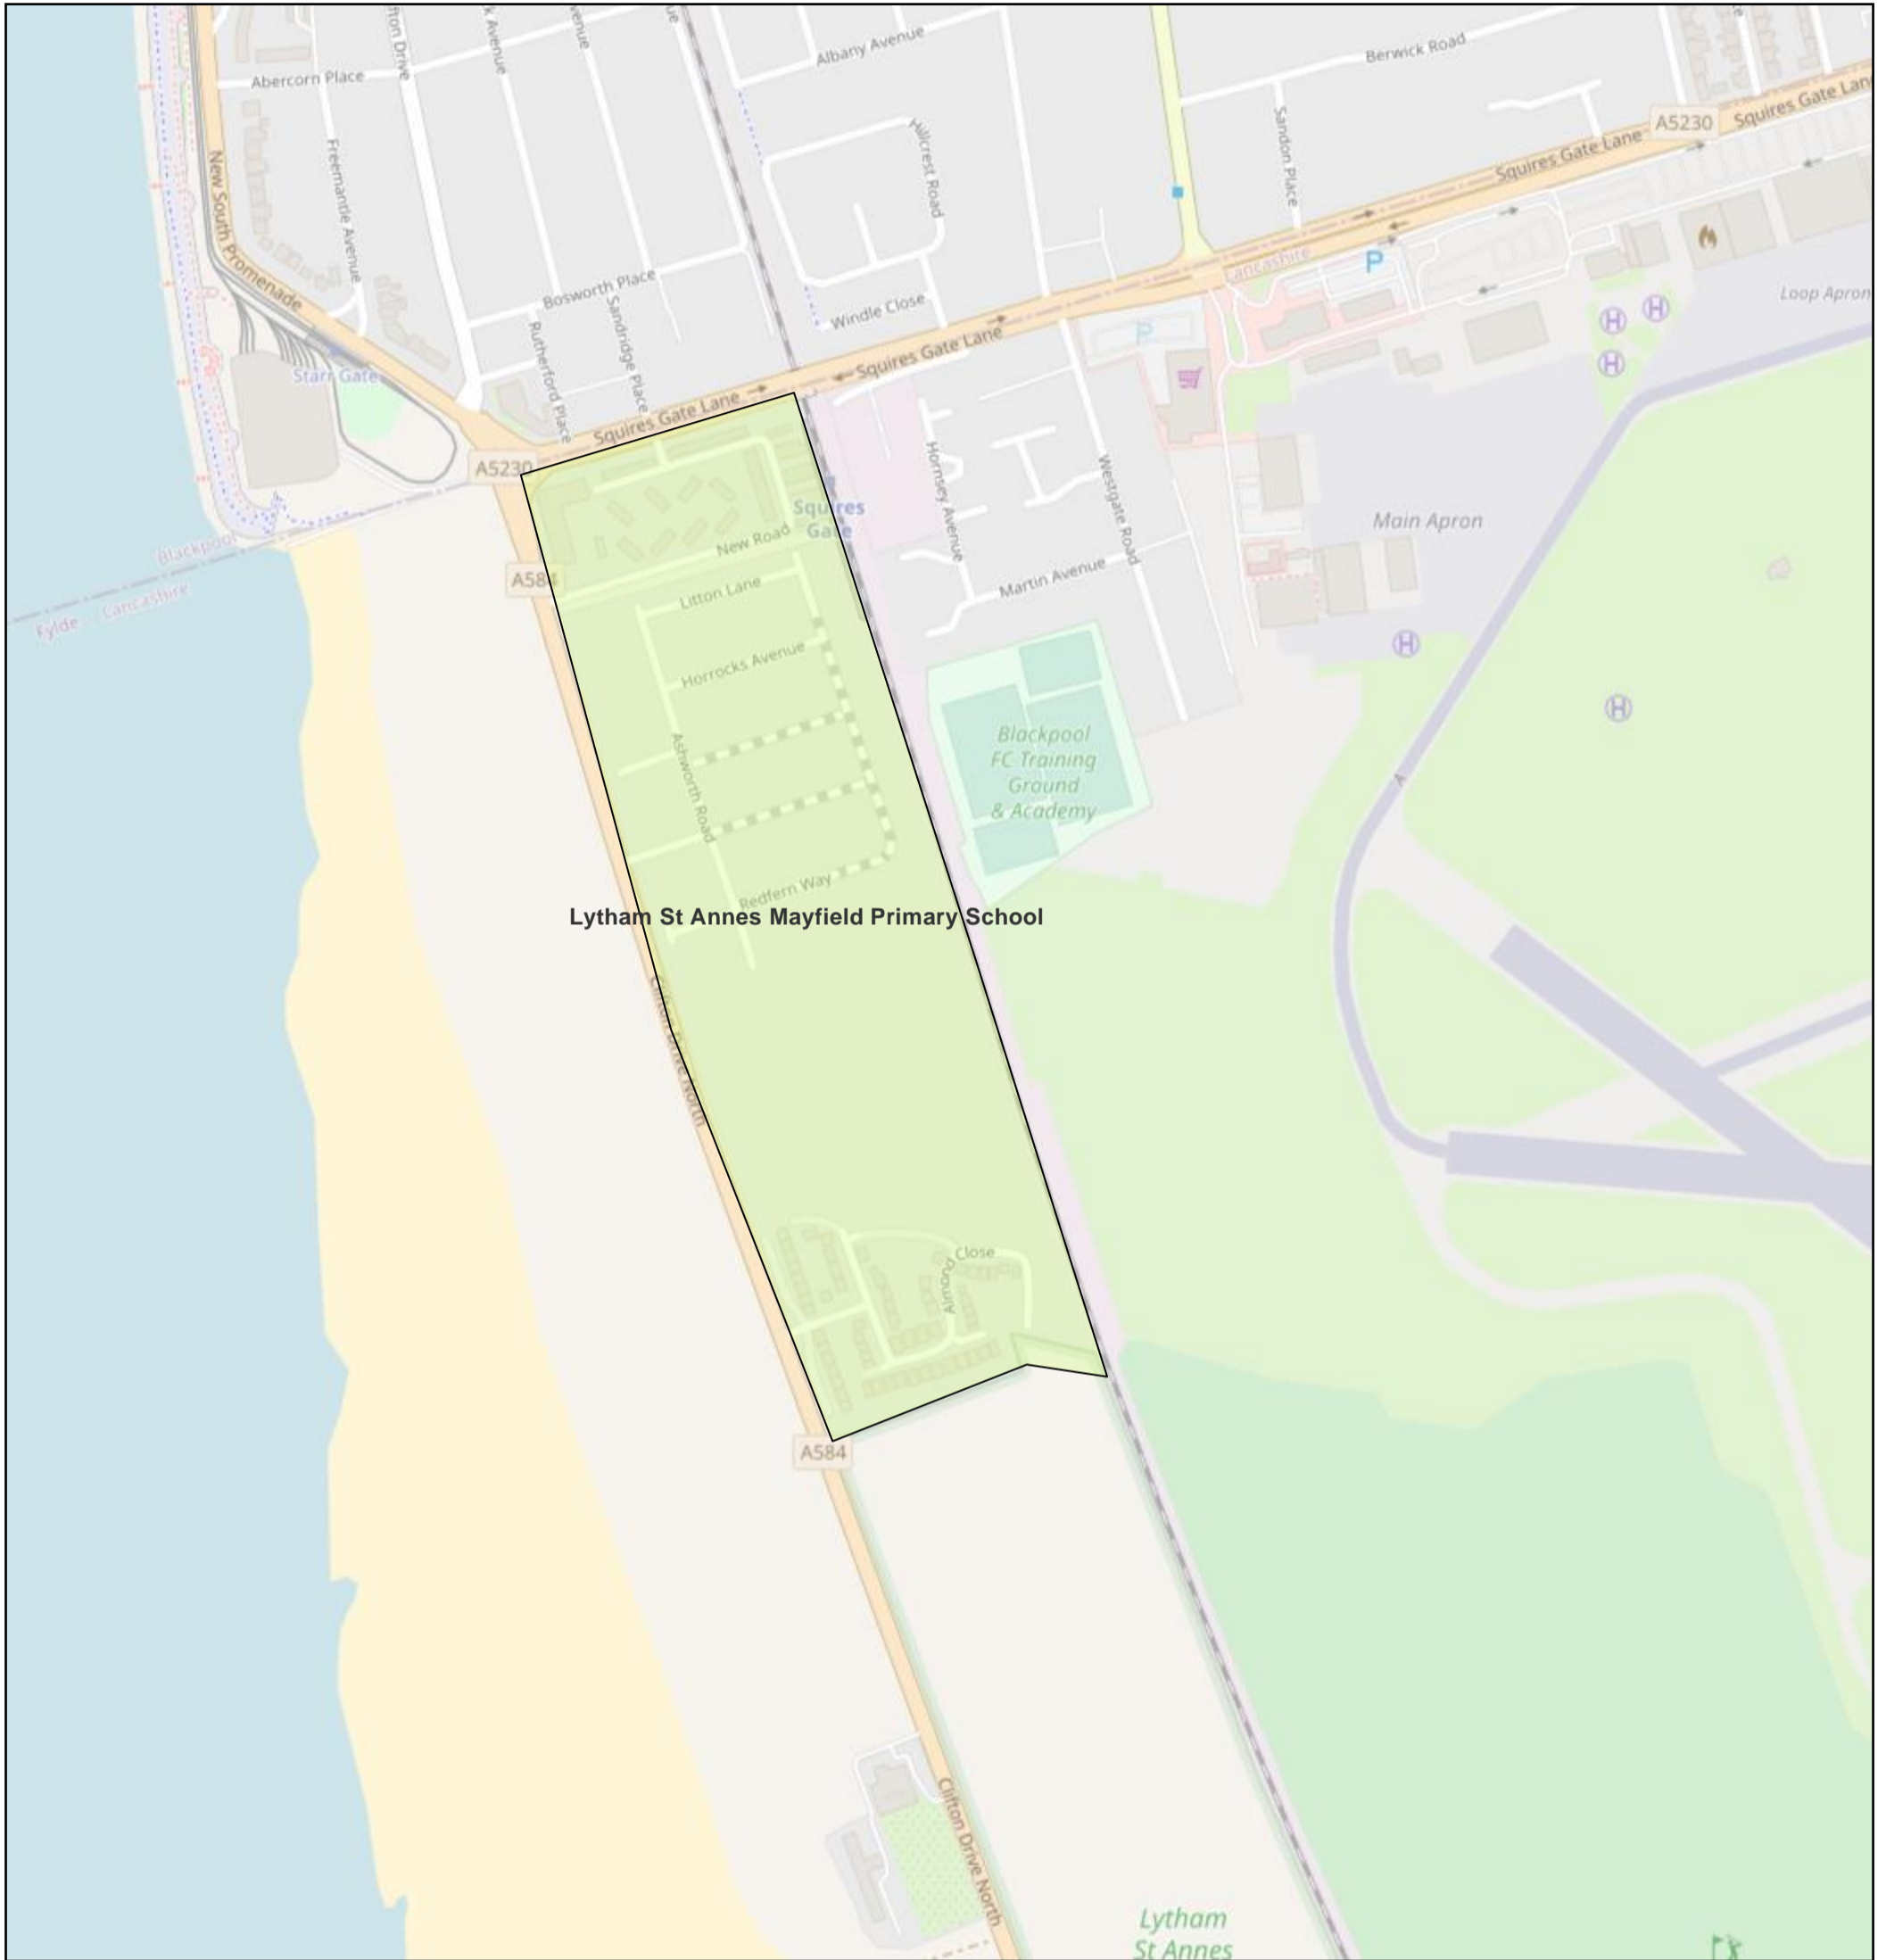 Albany Avenue
Berwick Road
Abercorn Place
Squires Gate Lane
A5230
Squires Gate Lane
Freemantle Avenue
New South Promenade
Hillcrest Road
Sandon Place
Lancashire
P
Bosworth Place
Sandridge Place
Rutherford Place
Windle Close
Loop Apron
H
H
H
P
Squires Gate Lane
Starr Gate
Squires Gate Lane
A5230
Hornsey Avenue
Westgate Road
Squires
Gate
Main Apron
New Road
Blackpool
Lancashire
Fylde
A584
Litton Lane
Martin Avenue
Horrocks Avenue
H
H
Ashworth Road
Blackpool
FC Training
Ground
& Academy
A
Redfern Way
Lytham St Annes Mayfield Primary School
Clifton Drive North
Almond Close
A584
Clifton Drive North
Lytham
St Annes